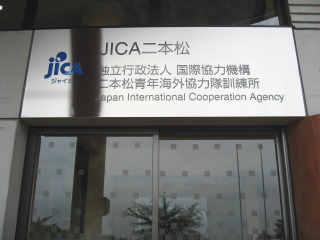 JICA二本松
jica
ジャイカ
独立行政法人 国際協力機構
二本松青年海外協力隊訓練所
Japan International Cooperation Agency